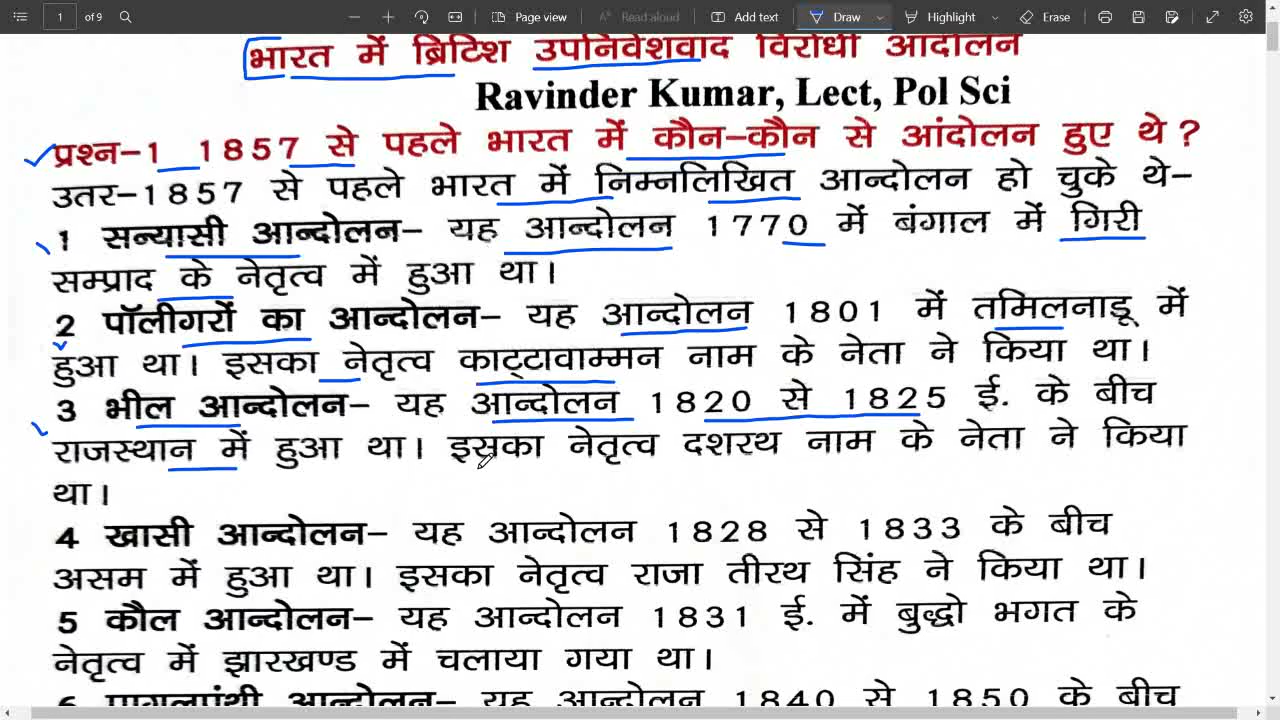 1 of 9 Page view Read aloud Add text Draw Highlight Erase
भारत में ब्रिटिश उपनिवेशवाद विरोधी आंदोलन
Ravinder Kumar, Lect, Pol Sci
प्रश्न-1 1857 से पहले भारत में कौन-कौन से आंदोलन हुए थे ?
उतर-1857 से पहले भारत में निम्नलिखित आन्दोलन हो चुके थे-
1 सन्यासी आन्दोलन- यह आन्दोलन 1770 में बंगाल में गिरी
सम्प्राद के नेतृत्व में हुआ था।
2 पॉलीगरों का आन्दोलन- यह आन्दोलन 1801 में तमिलनाडू में
हुआ था। इसका नेतृत्व काट्टावाम्मन नाम के नेता ने किया था।
3 भील आन्दोलन- यह आन्दोलन 1820 से 1825 ई. के बीच
राजस्थान में हुआ था। इसका नेतृत्व दशरथ नाम के नेता ने किया
था।
4 खासी आन्दोलन- यह आन्दोलन 1828 से 1833 के बीच
असम में हुआ था। इसका नेतृत्व राजा तीरथ सिंह ने किया था।
5 कौल आन्दोलन- यह आन्दोलन 1831 ई. में बुद्धो भगत के
नेतृत्व में झारखण्ड में चलाया गया था।
6 पागलपंथी आन्दोलन- यह आन्दोलन 1840 से 1850 के बीच